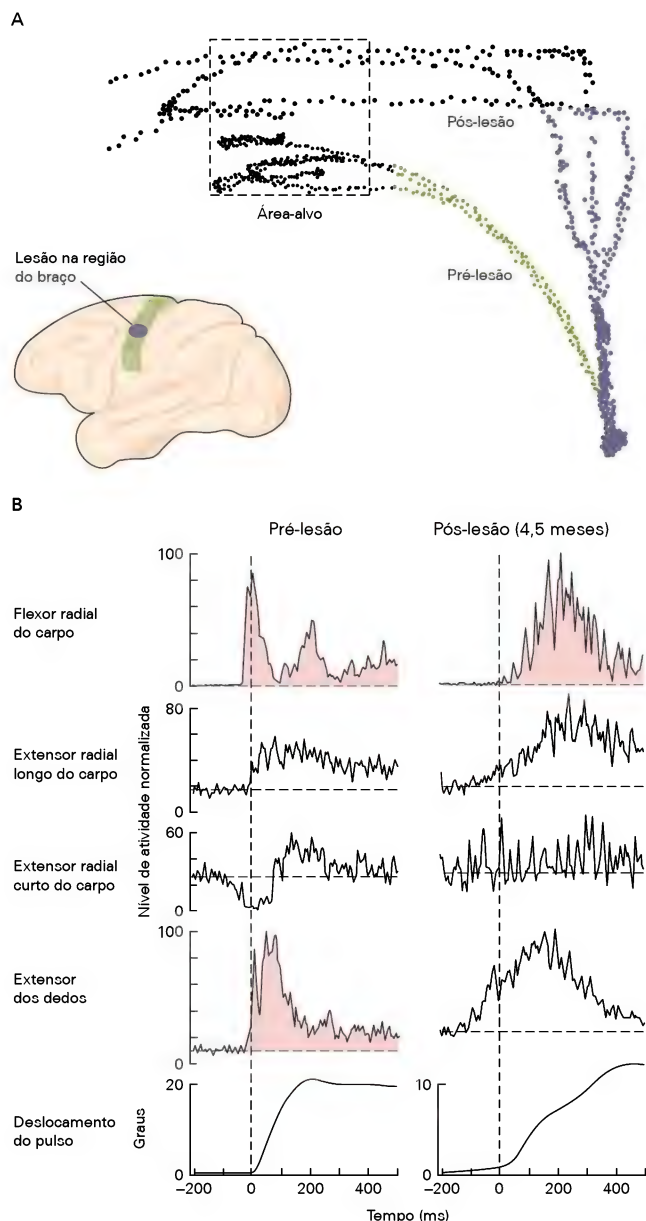 A
Pós-lesão
Área-alvo
Pré-lesão
Lesão na região
do braço
B
Pré-lesão
Pós-lesão (4,5 meses)
Nível de atividade normalizada
Flexor radial
do carpo
100
0
Extensor radial
longo do carpo
80
0
Extensor radial
curto do carpo
60
0
Extensor
dos dedos
100
0
Deslocamento
do pulso
Graus
20
0
10
0
−200 0 200 400
−200 0 200 400
Tempo (ms)